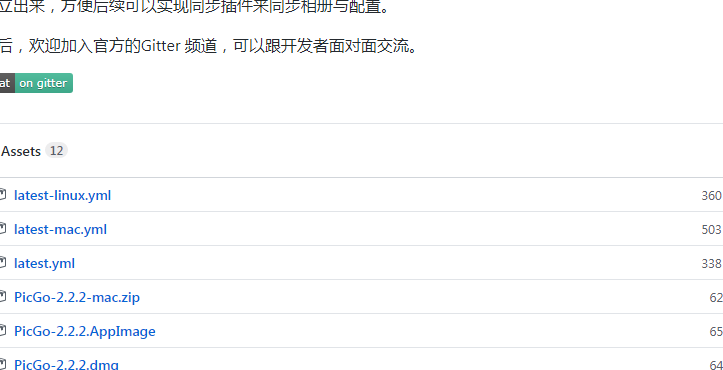 立出来，方便后续可以实现同步插件来同步相册与配置。
后，欢迎加入官方的Gitter 频道，可以跟开发者面对面交流。
at on gitter
Assets 12
latest-linux.yml 360
latest-mac.yml 503
latest.yml 338
PicGo-2.2.2-mac.zip 62
PicGo-2.2.2.AppImage 65
PicGo-2.2.2.dmg 64